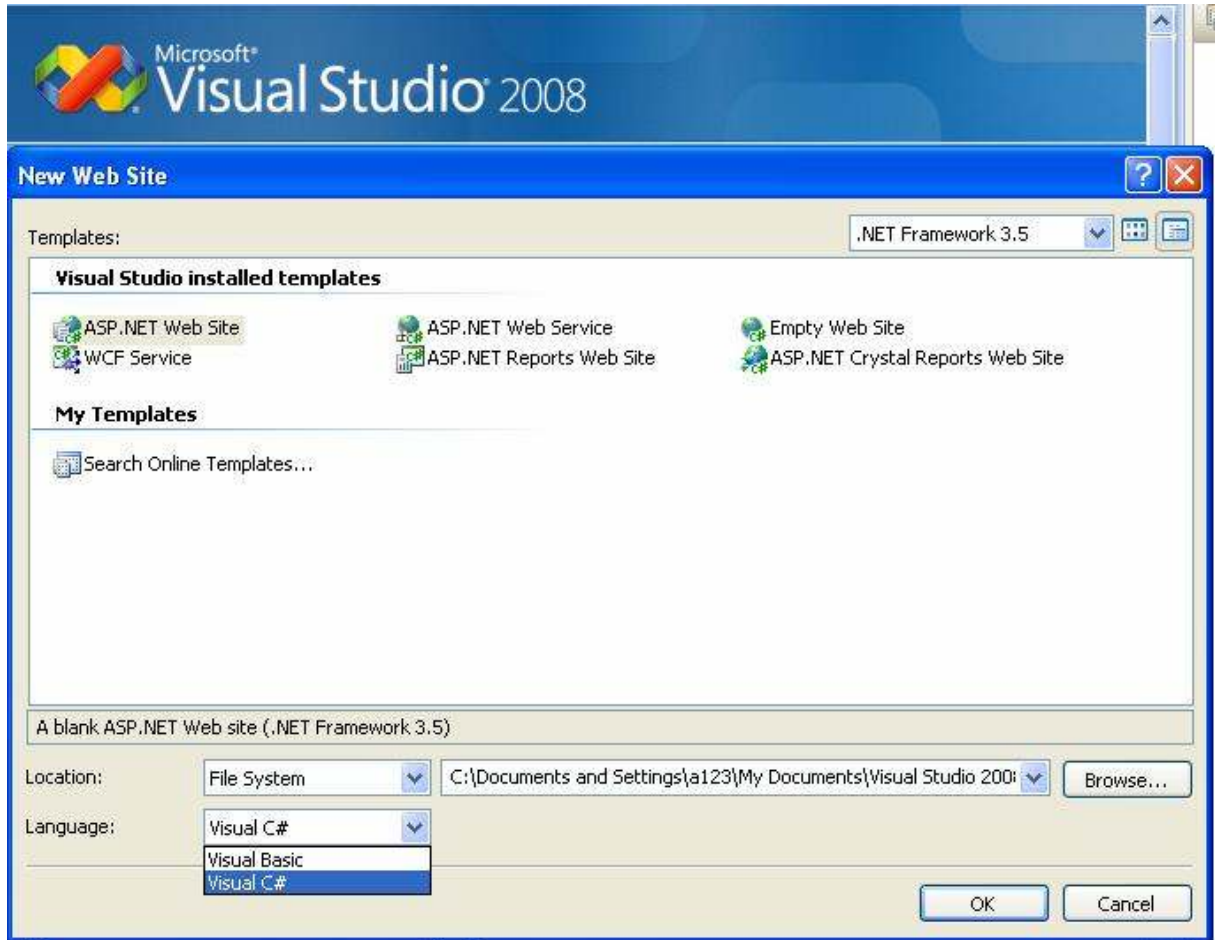 Microsoft®
Visual Studio® 2008
New Web Site
Templates:
.NET Framework 3.5
Visual Studio installed templates
ASP.NET Web Site
ASP.NET Web Service
Empty Web Site
WCF Service
ASP.NET Reports Web Site
ASP.NET Crystal Reports Web Site
My Templates
Search Online Templates...
A blank ASP.NET Web site (.NET Framework 3.5)
Location:
File System
C:\Documents and Settings\a123\My Documents\Visual Studio 200
Browse...
Language:
Visual C#
Visual Basic
Visual C#
OK
Cancel